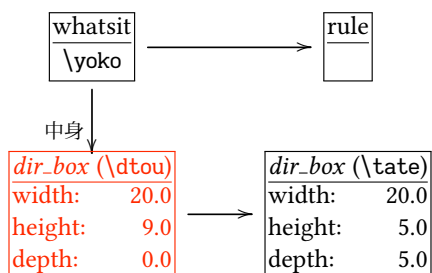 whatsit
\yoko
rule
中身
dir_box (\dtou)
width: 20.0
height: 9.0
depth: 0.0
dir_box (\tate)
width: 20.0
height: 5.0
depth: 5.0